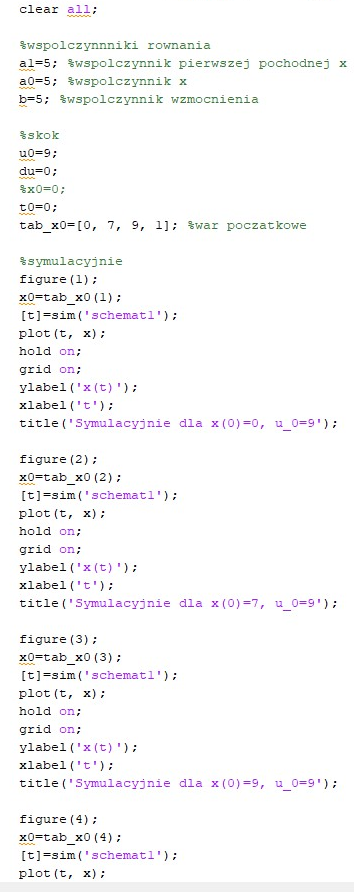 clear all;
%wspolczynnniki rownania
a1=5; %wspolczynnik pierwszej pochodnej x
a0=5; %wspolczynnik x
b=5; %wspolczynnik wzmocnienia
%skok
u0=9;
du=0;
%x0=0;
t0=0;
tab_x0=[0, 7, 9, 1]; %war poczatkowe
%symulacyjnie
figure(1);
x0=tab_x0(1);
[t]=sim('schemat1');
plot(t, x);
hold on;
grid on;
ylabel('x(t)');
xlabel('t');
title('Symulacyjnie dla x(0)=0, u_0=9');
figure(2);
x0=tab_x0(2);
[t]=sim('schemat1');
plot(t, x);
hold on;
grid on;
ylabel('x(t)');
xlabel('t');
title('Symulacyjnie dla x(0)=7, u_0=9');
figure(3);
x0=tab_x0(3);
[t]=sim('schemat1');
plot(t, x);
hold on;
grid on;
ylabel('x(t)');
xlabel('t');
title('Symulacyjnie dla x(0)=9, u_0=9');
figure(4);
x0=tab_x0(4);
[t]=sim('schemat1');
plot(t, x);